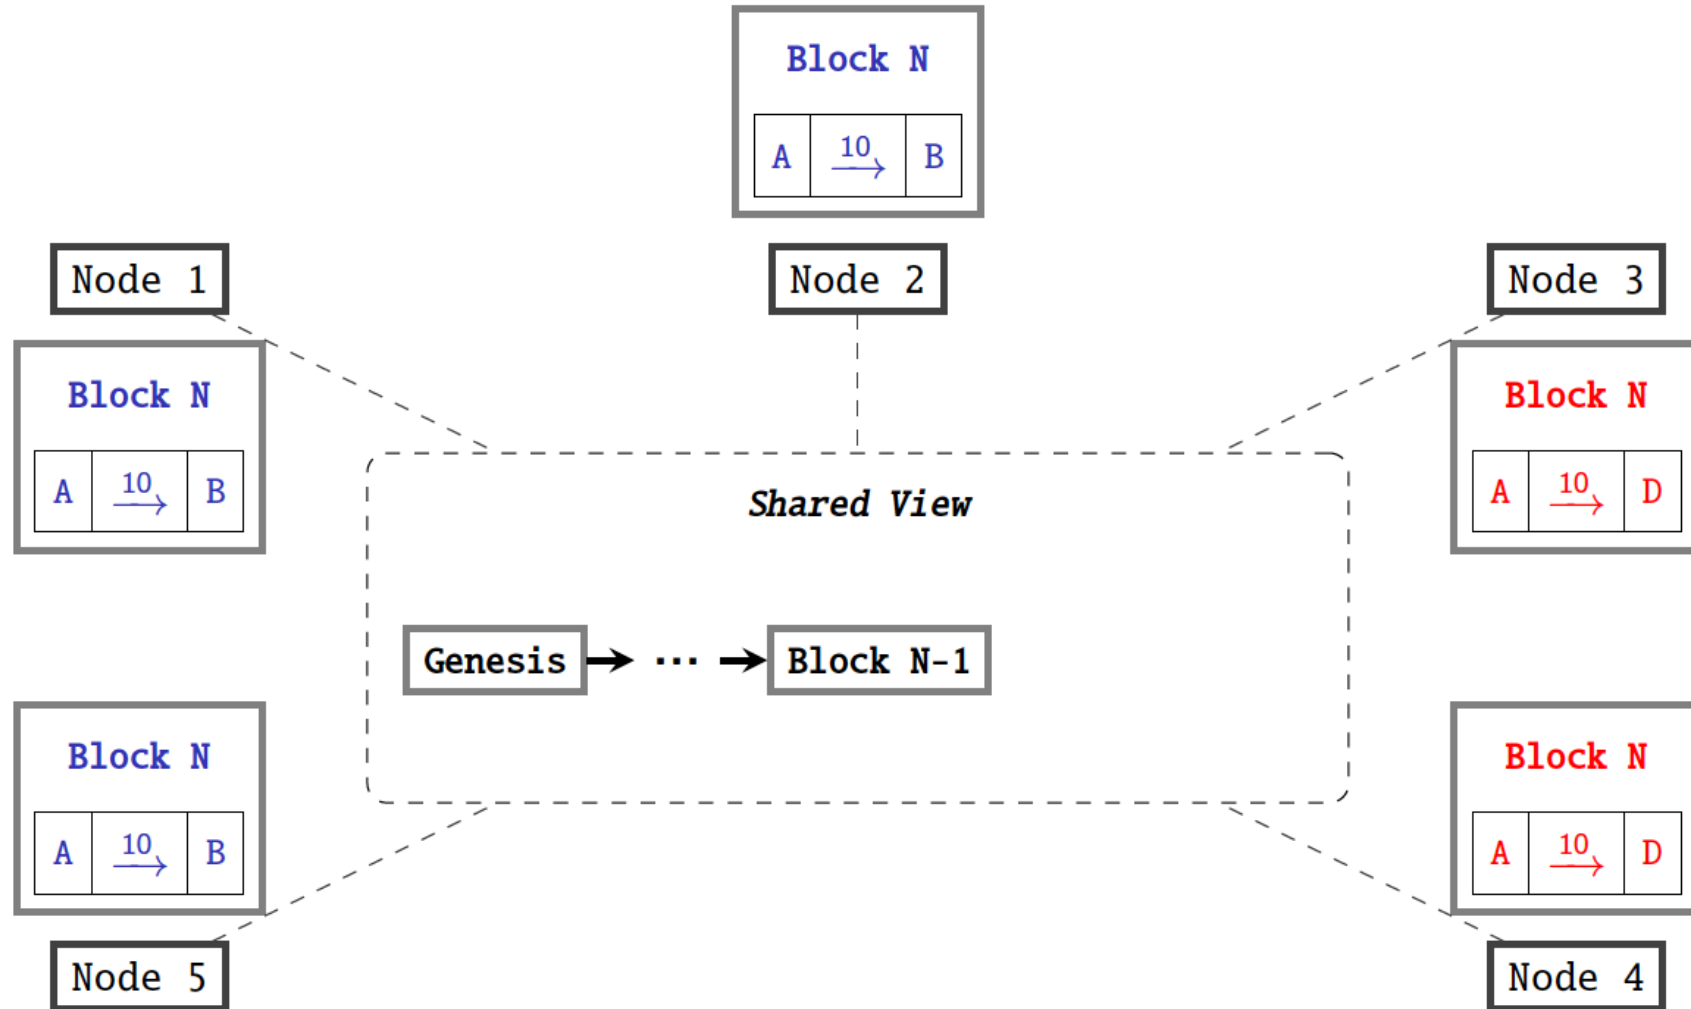 Block N
A 10 → B
Node 1
Node 2
Node 3
Block N
A 10 → B
Block N
A 10 → D
Shared View
Genesis → ... → Block N-1
Block N
A 10 → B
Block N
A 10 → D
Node 5
Node 4